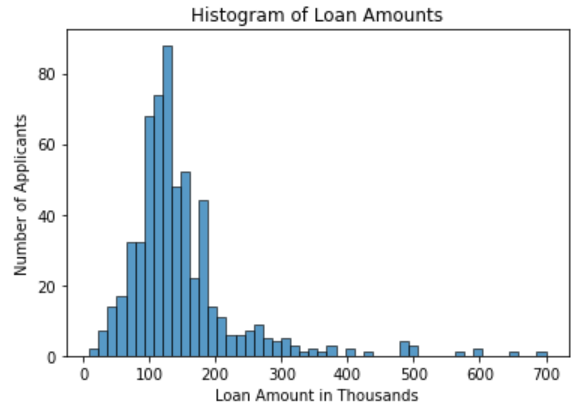 Histogram of Loan Amounts
Number of Applicants
80
60
40
20
0
0 100 200 300 400 500 600 700
Loan Amount in Thousands